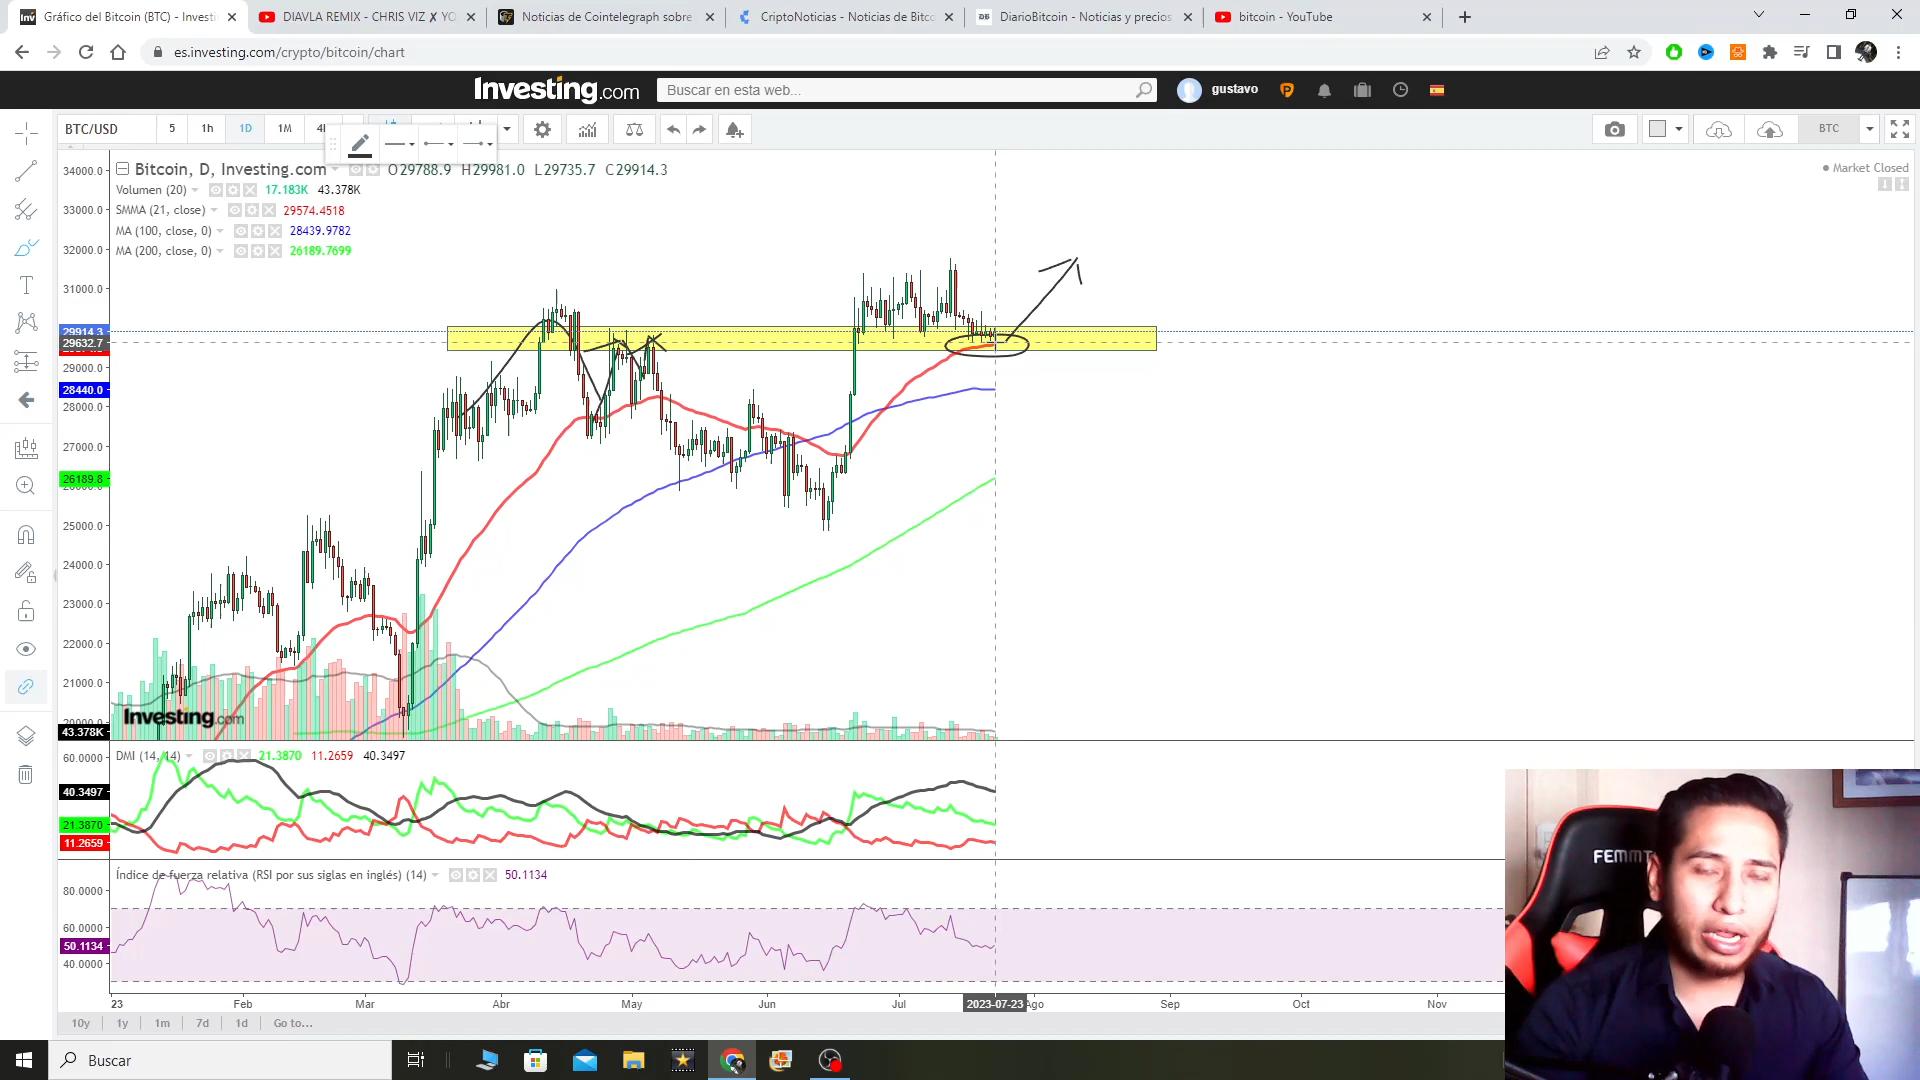 Gráfico del Bitcoin (BTC) - Investi
DIAVLA REMIX - CHRIS VIZ ✗ YO
Noticias de Cointelegraph sobre
CriptoNoticias - Noticias de Bitco
DiarioBitcoin - Noticias y precios
bitcoin - YouTube
es.investing.com/crypto/bitcoin/chart
Investing.com
Buscar en esta web...
gustavo
BTC/USD
5
1h
1D
1M
BTC
Bitcoin, D, Investing.com
O29788.9 H29981.0 L29735.7 C29914.3
Market Closed
Volumen (20)
17.183K 43.378K
SMMA (21, close)
29574.4518
MA (100, close, 0)
28439.9782
MA (200, close, 0)
26189.7699
34000.0
33000.0
32000.0
31000.0
29914.3
29632.7
29000.0
28440.0
28000.0
27000.0
26189.8
25000.0
24000.0
23000.0
22000.0
21000.0
43.378K
Investing.com
60.0000
DMI (14, 14)
21.3870 11.2659 40.3497
40.3497
21.3870
11.2659
Índice de fuerza relativa (RSI por sus siglas en inglés) (14)
50.1134
80.0000
60.0000
50.1134
40.0000
23
Feb
Mar
Abr
May
Jun
Jul
2023-07-23
Ago
Sep
Oct
Nov
10y
1y
1m
7d
1d
Go to...
FEMMT
Buscar